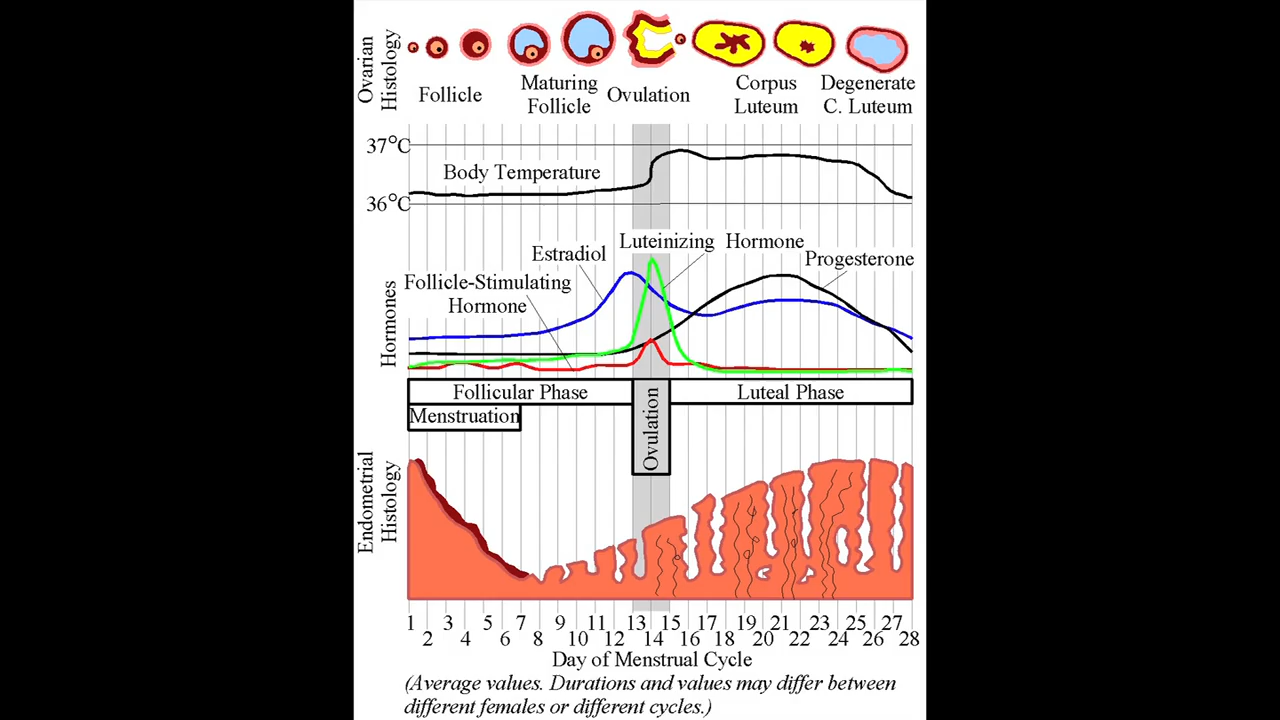 Ovarian
Histology
Follicle
Maturing
Follicle
Ovulation
Corpus
Luteum
Degenerate
C. Luteum
37°C
Body Temperature
36°C
Hormones
Follicle-Stimulating
Hormone
Estradiol
Luteinizing Hormone
Progesterone
Follicular Phase
Ovulation
Luteal Phase
Menstruation
Endometrial
Histology
1 2 3 4 5 6 7 8 9 10 11 12 13 14 15 16 17 18 19 20 21 22 23 24 25 26 27 28
Day of Menstrual Cycle
(Average values. Durations and values may differ between
different females or different cycles.)